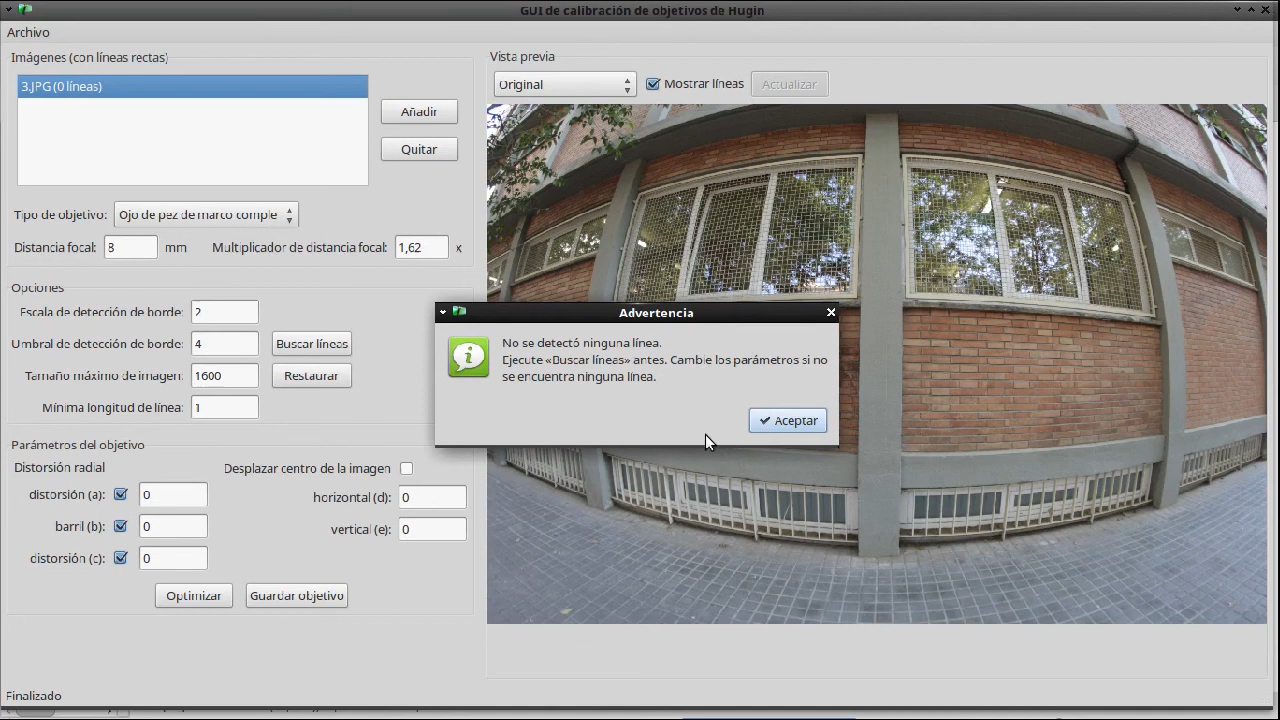 GUI de calibración de objetivos de Hugin
Archivo
Imágenes (con líneas rectas)
3.JPG (0 líneas)
Añadir
Quitar
Tipo de objetivo: Ojo de pez de marco comple
Distancia focal: 8 mm Multiplicador de distancia focal: 1,62 x
Opciones
Escala de detección de borde: 2
Umbral de detección de borde: 4 Buscar líneas
Tamaño máximo de imagen: 1600 Restaurar
Mínima longitud de línea: 1
Parámetros del objetivo
Distorsión radial Desplazar centro de la imagen
distorsión (a): 0 horizontal (d): 0
barril (b): 0 vertical (e): 0
distorsión (c): 0
Optimizar Guardar objetivo
Vista previa
Original Mostrar líneas Actualizar
Advertencia
No se detectó ninguna línea.
Ejecute «Buscar líneas» antes. Cambie los parámetros si no
se encuentra ninguna línea.
Aceptar
Finalizado